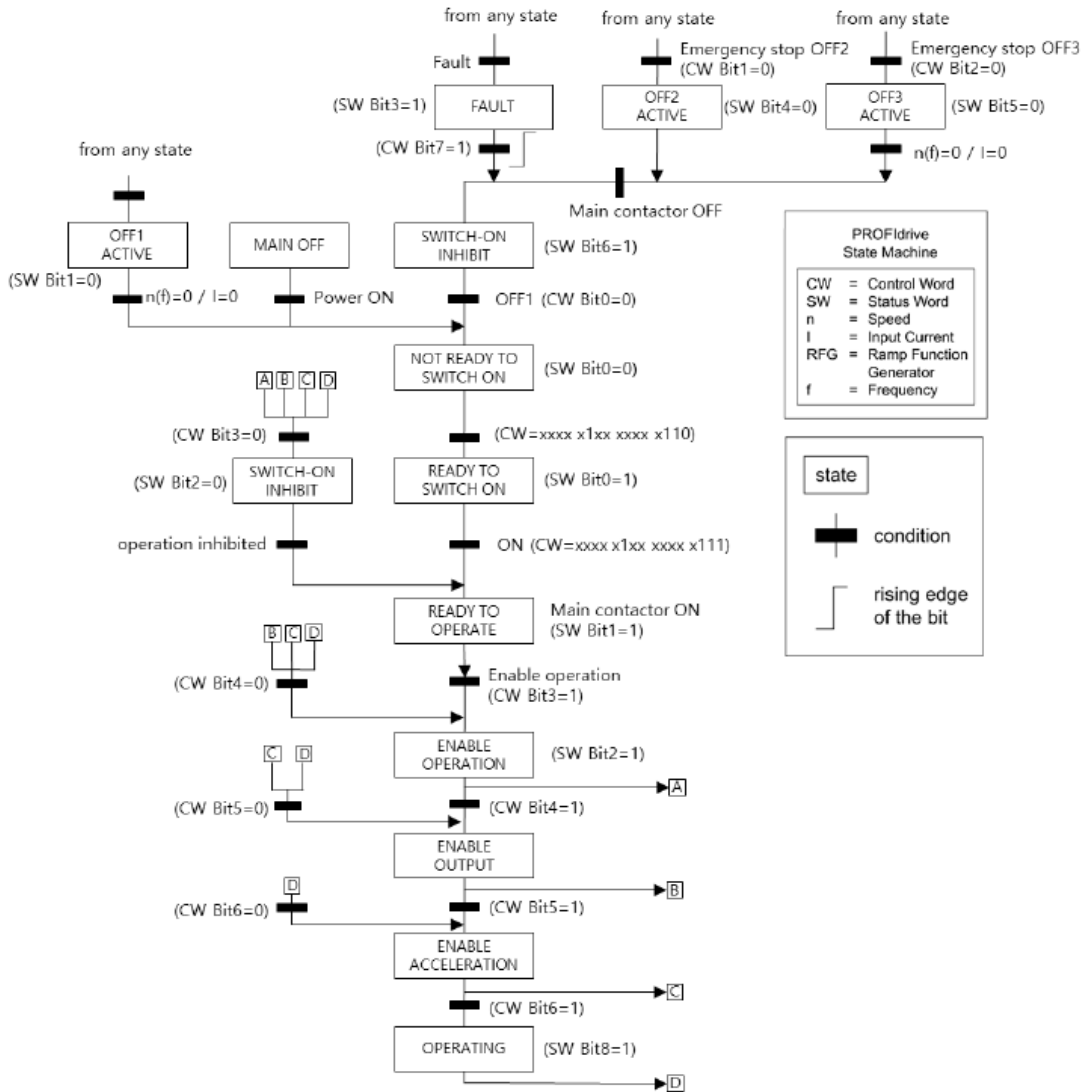 from any state
from any state
from any state
Fault
Emergency stop OFF2
(CW Bit1=0)
Emergency stop OFF3
(CW Bit2=0)
(SW Bit3=1)
FAULT
OFF2
ACTIVE
(SW Bit4=0)
OFF3
ACTIVE
(SW Bit5=0)
(CW Bit7=1)
n(f)=0 / I=0
from any state
Main contactor OFF
OFF1
ACTIVE
(SW Bit1=0)
MAIN OFF
SWITCH-ON
INHIBIT
(SW Bit6=1)
n(f)=0 / I=0
Power ON
OFF1 (CW Bit0=0)
PROFIdrive
State Machine
CW = Control Word
SW = Status Word
n = Speed
I = Input Current
RFG = Ramp Function
Generator
f = Frequency
NOT READY TO
SWITCH ON
(SW Bit0=0)
A B C D
(CW Bit3=0)
(CW=xxxx x1xx xxxx x110)
SWITCH-ON
INHIBIT
(SW Bit2=0)
READY TO
SWITCH ON
(SW Bit0=1)
operation inhibited
ON (CW=xxxx x1xx xxxx x111)
state
condition
rising edge
of the bit
READY TO
OPERATE
Main contactor ON
(SW Bit1=1)
B C D
(CW Bit4=0)
Enable operation
(CW Bit3=1)
ENABLE
OPERATION
(SW Bit2=1)
A
C D
(CW Bit5=0)
(CW Bit4=1)
ENABLE
OUTPUT
B
D
(CW Bit6=0)
(CW Bit5=1)
ENABLE
ACCELERATION
C
(CW Bit6=1)
OPERATING
(SW Bit8=1)
D